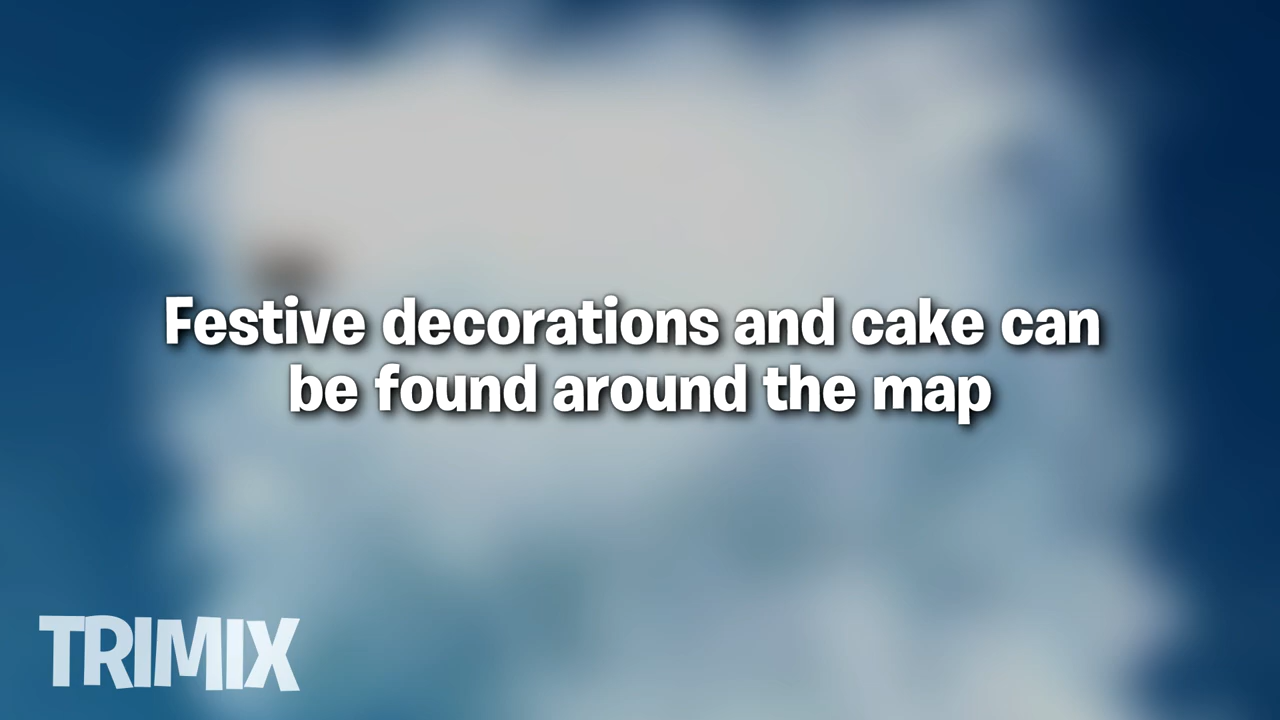 Festive decorations and cake can
be found around the map
TRIMIX